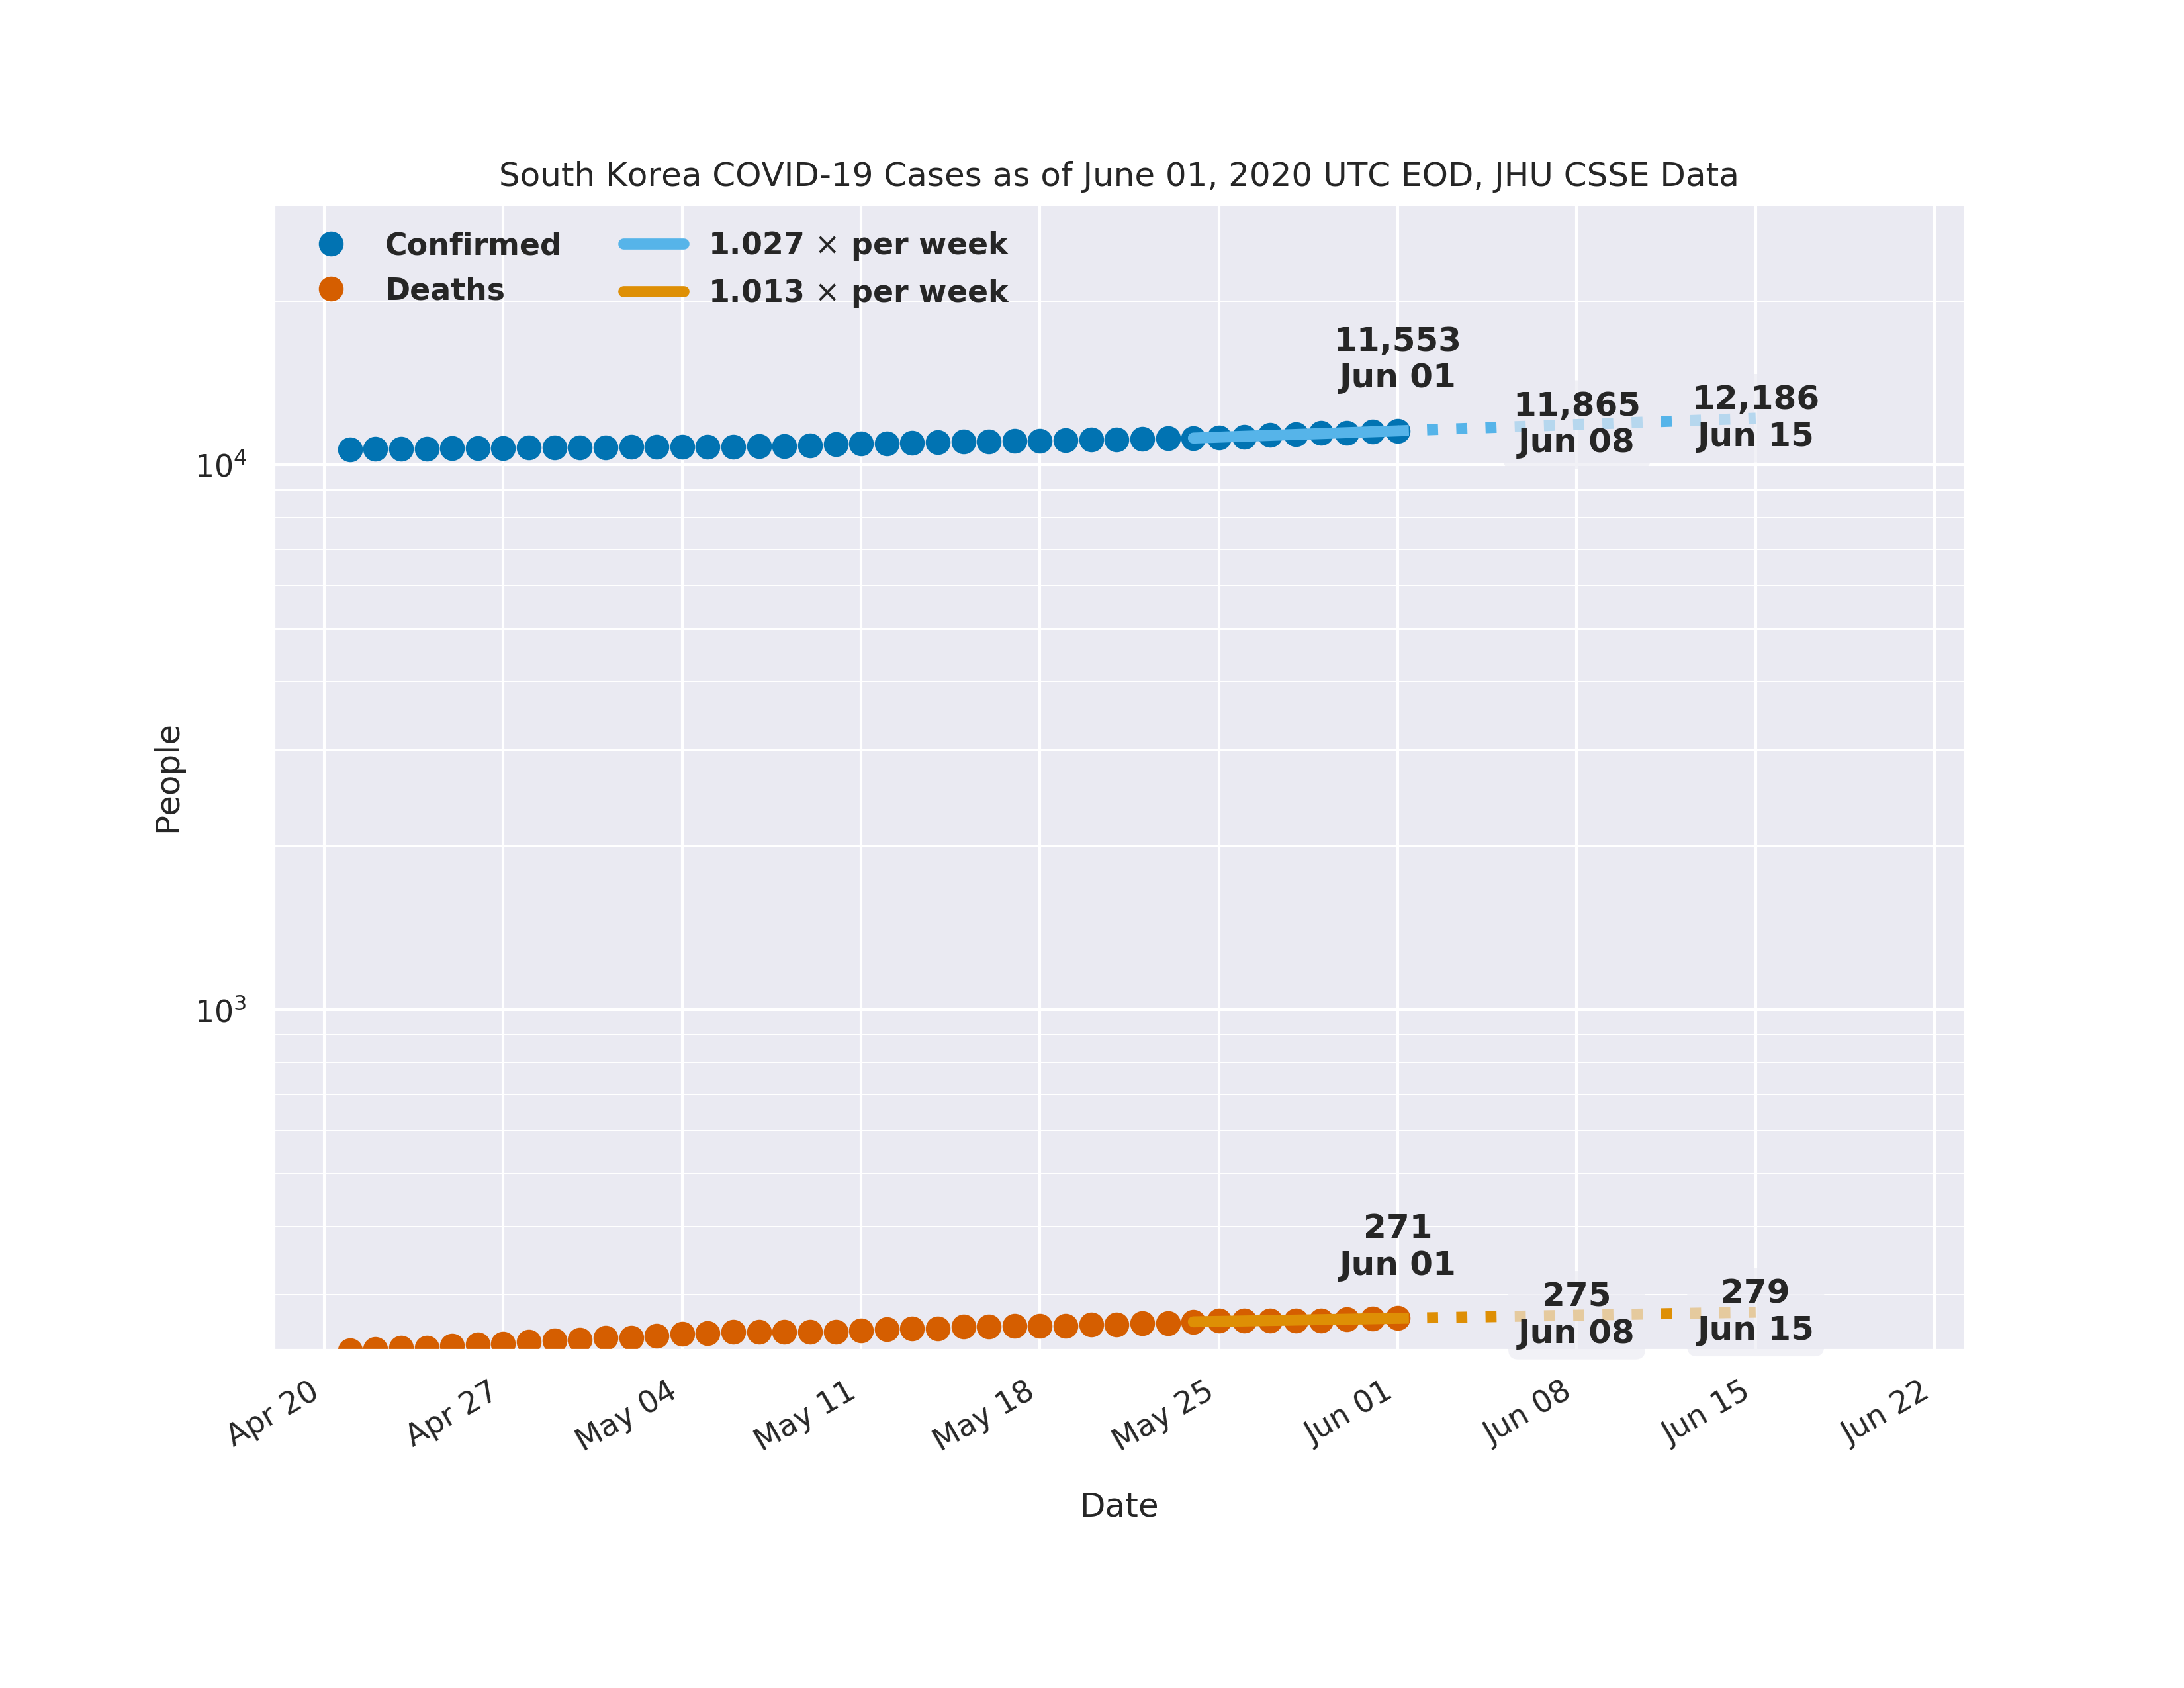 South Korea COVID-19 Cases as of June 01, 2020 UTC EOD, JHU CSSE Data
Confirmed
Deaths
1.027 × per week
1.013 × per week
11,553
Jun 01
11,865
Jun 08
12,186
Jun 15
10⁴
10³
People
271
Jun 01
275
Jun 08
279
Jun 15
Apr 20
Apr 27
May 04
May 11
May 18
May 25
Jun 01
Jun 08
Jun 15
Jun 22
Date